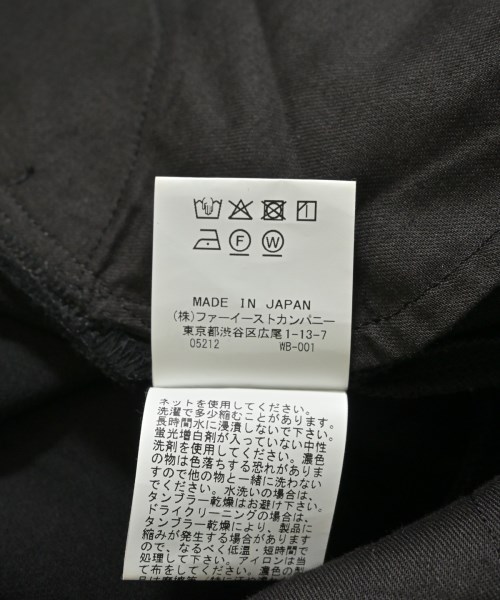 F W
MADE IN JAPAN
(株)ファーイーストカンパニー
東京都渋谷区広尾1-13-7
05212 WB-001
ネットを使用してください。
洗濯で多少縮むことがあります。
長時間水に浸漬しないで下さい。
蛍光増白剤が入っていない中性
洗剤を使用してください。濃色
の物は色落ちする恐れがありま
すので他の物と一緒に洗わない
でください。水洗いの場合は、
タンブラー乾燥はお避け下さい。
ドライクリーニングの場合は、
タンブラー乾燥により、製品に
縮みが発生する場合があります
ので、なるべく低温・短時間で
処理して下さい。アイロンは当
て布をしてください。濃色の製
品は摩擦等